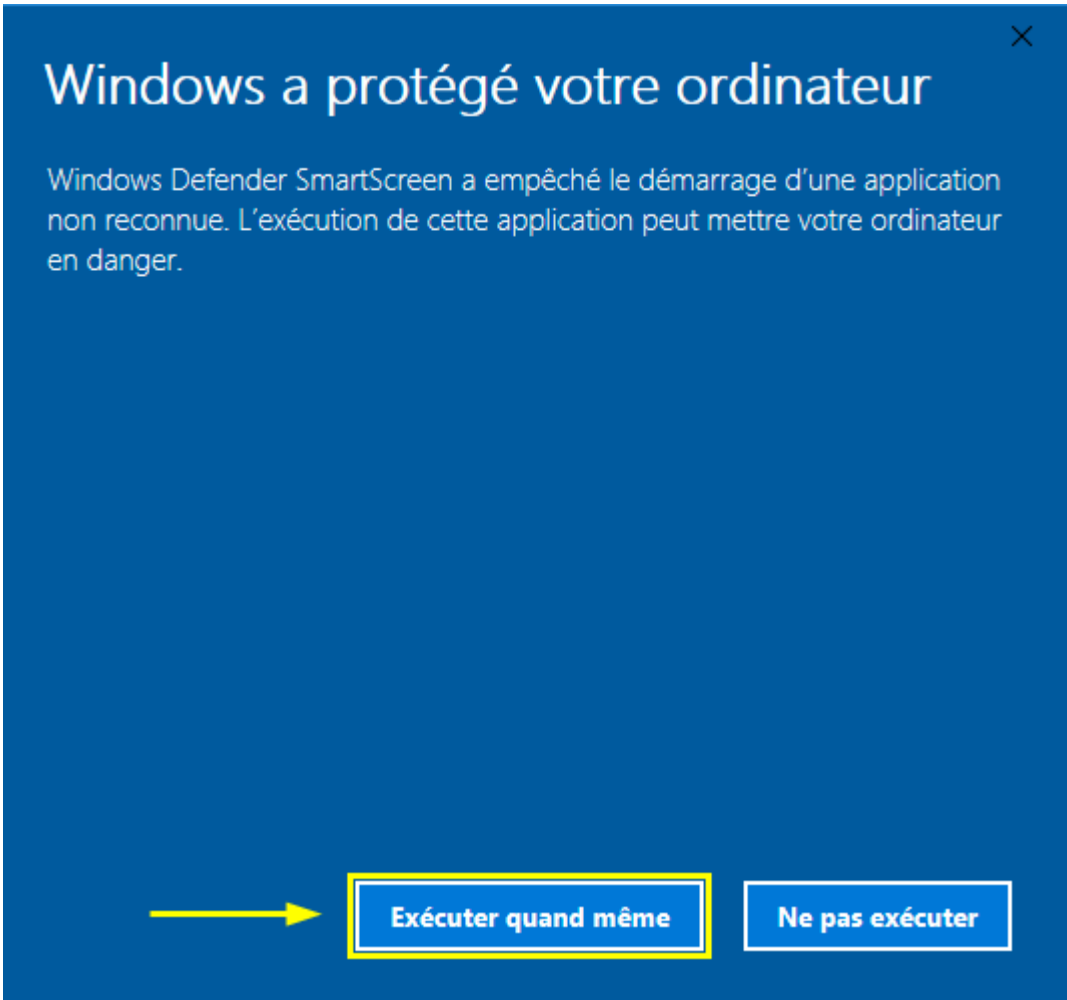 Windows a protégé votre ordinateur
Windows Defender SmartScreen a empêché le démarrage d’une application
non reconnue. L’exécution de cette application peut mettre votre ordinateur
en danger.
Exécuter quand même
Ne pas exécuter